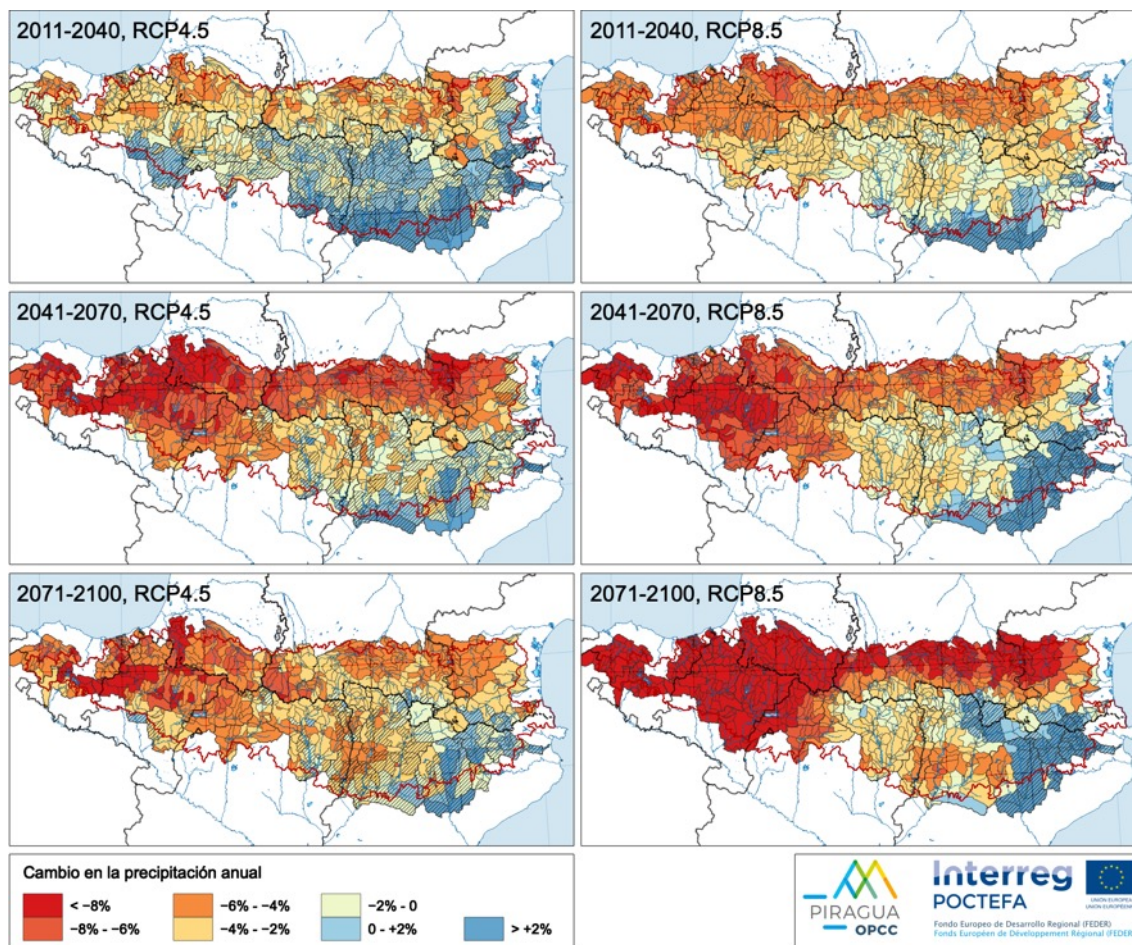 2011-2040, RCP4.5
2011-2040, RCP8.5
2041-2070, RCP4.5
2041-2070, RCP8.5
2071-2100, RCP4.5
2071-2100, RCP8.5
Cambio en la precipitación anual
< −8%
−6% - −4%
−2% - 0
−8% - −6%
−4% - −2%
0 - +2%
> +2%
PIRAGUA
OPCC
Interreg
POCTEFA
UNIÓN EUROPEA
UNION EUROPÉENNE
Fondo Europeo de Desarrollo Regional (FEDER)
Fonds Européen de Développement Régional (FEDER)